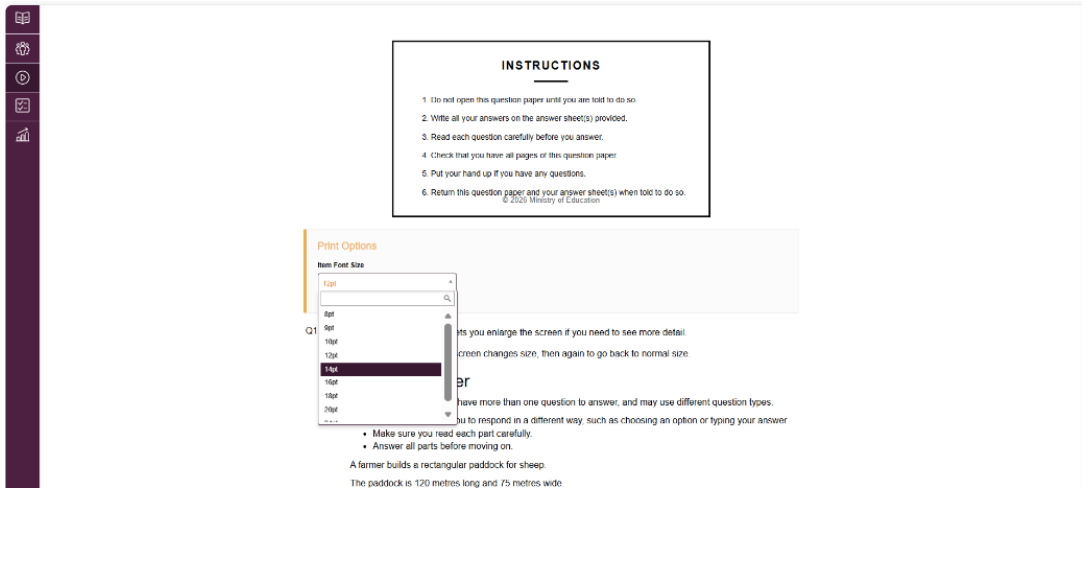 INSTRUCTIONS
1. Do not open this question paper until you are told to do so.
2. Write all your answers on the answer sheet(s) provided.
3. Read each question carefully before you answer.
4. Check that you have all pages of this question paper.
5. Put your hand up if you have any questions.
6. Return this question paper and your answer sheet(s) when told to do so.
© 2026 Ministry of Education
Print Options
Item Font Size
12pt
8pt
9pt
10pt
12pt
14pt
16pt
18pt
20pt
Q1
ets you enlarge the screen if you need to see more detail.
screen changes size, then again to go back to normal size.
er
have more than one question to answer, and may use different question types.
ou to respond in a different way, such as choosing an option or typing your answer
• Make sure you read each part carefully.
• Answer all parts before moving on.
A farmer builds a rectangular paddock for sheep.
The paddock is 120 metres long and 75 metres wide.